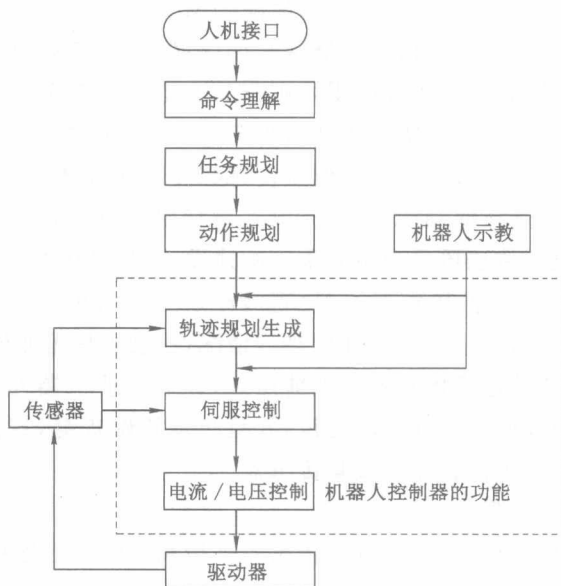 人机接口
命令理解
任务规划
动作规划
机器人示教
轨迹规划生成
传感器
伺服控制
电流/电压控制
机器人控制器的功能
驱动器